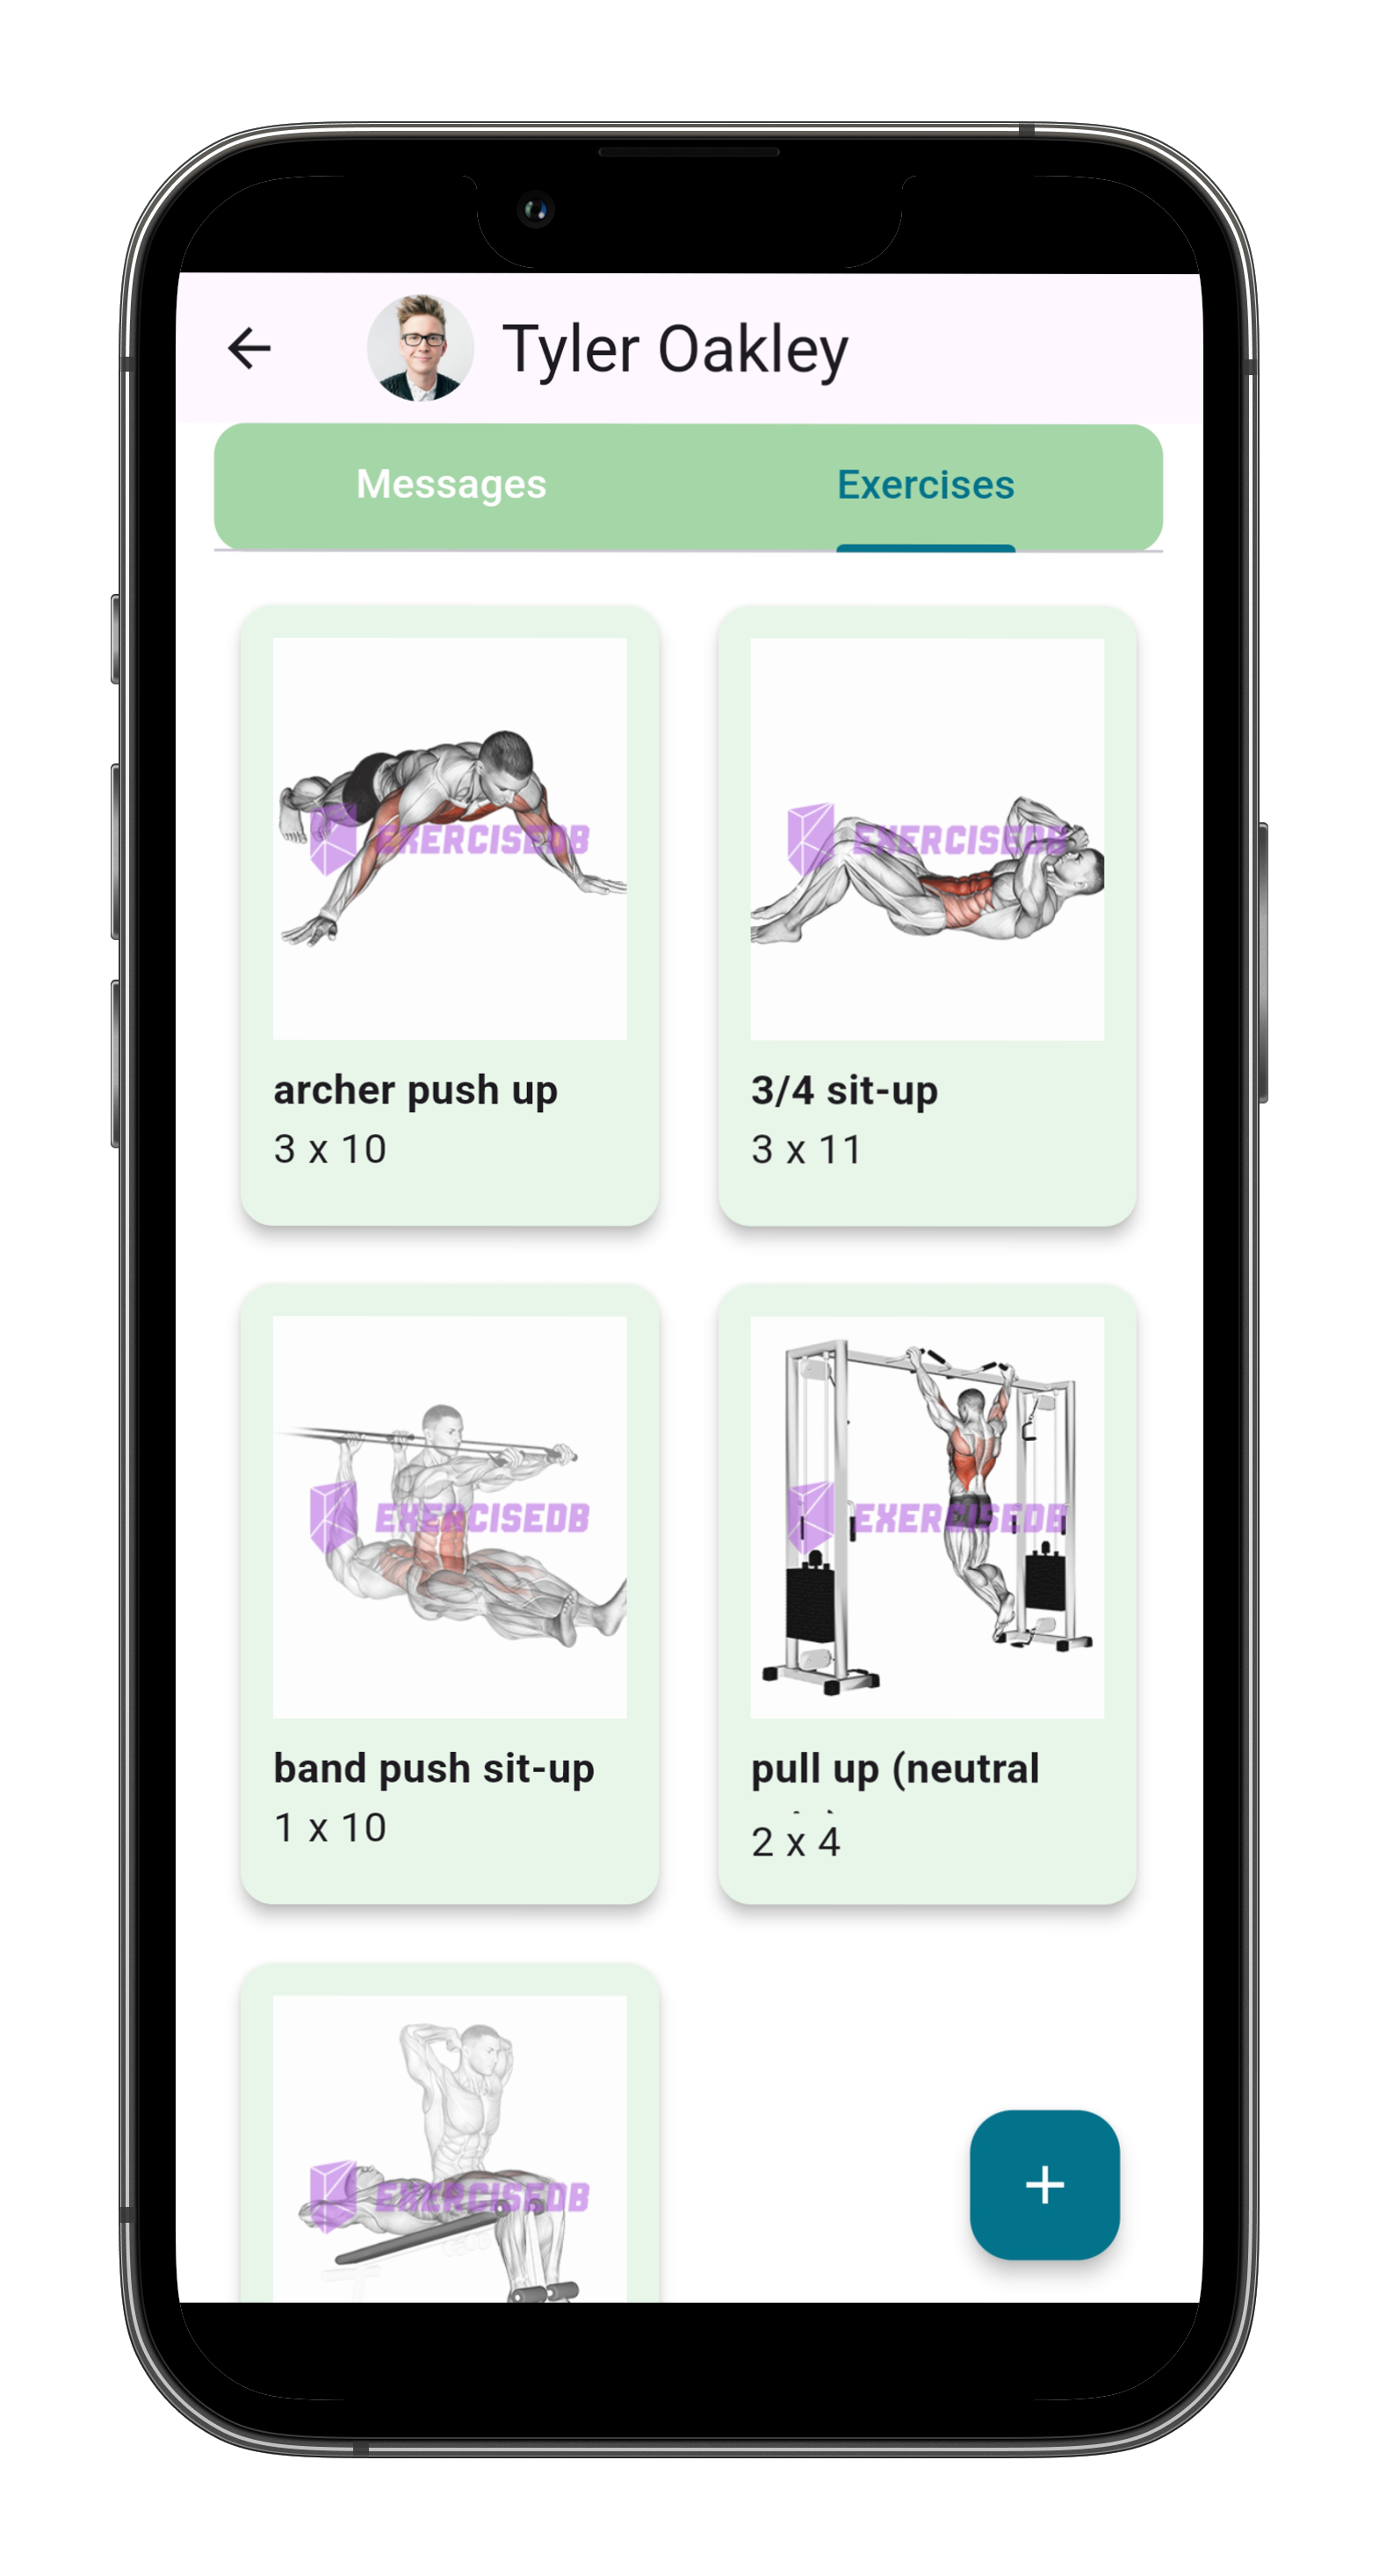 Tyler Oakley
Messages
Exercises
EXERCISEDB
EXERCISEDB
archer push up
3 x 10
3/4 sit-up
3 x 11
EXERCISEDB
EXERCISEDB
band push sit-up
1 x 10
pull up (neutral
2 x 4
EXERCISEDB